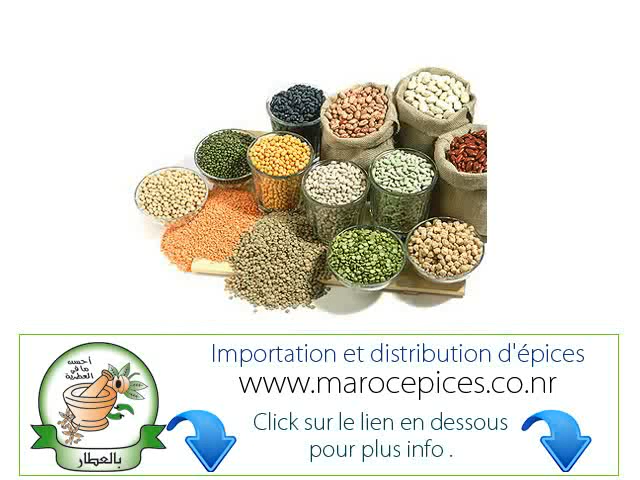 Importation et distribution d'épices
www.marocepices.co.nr
Click sur le lien en dessous
pour plus info .
أحسن
ما في
العطرية
بالعطار